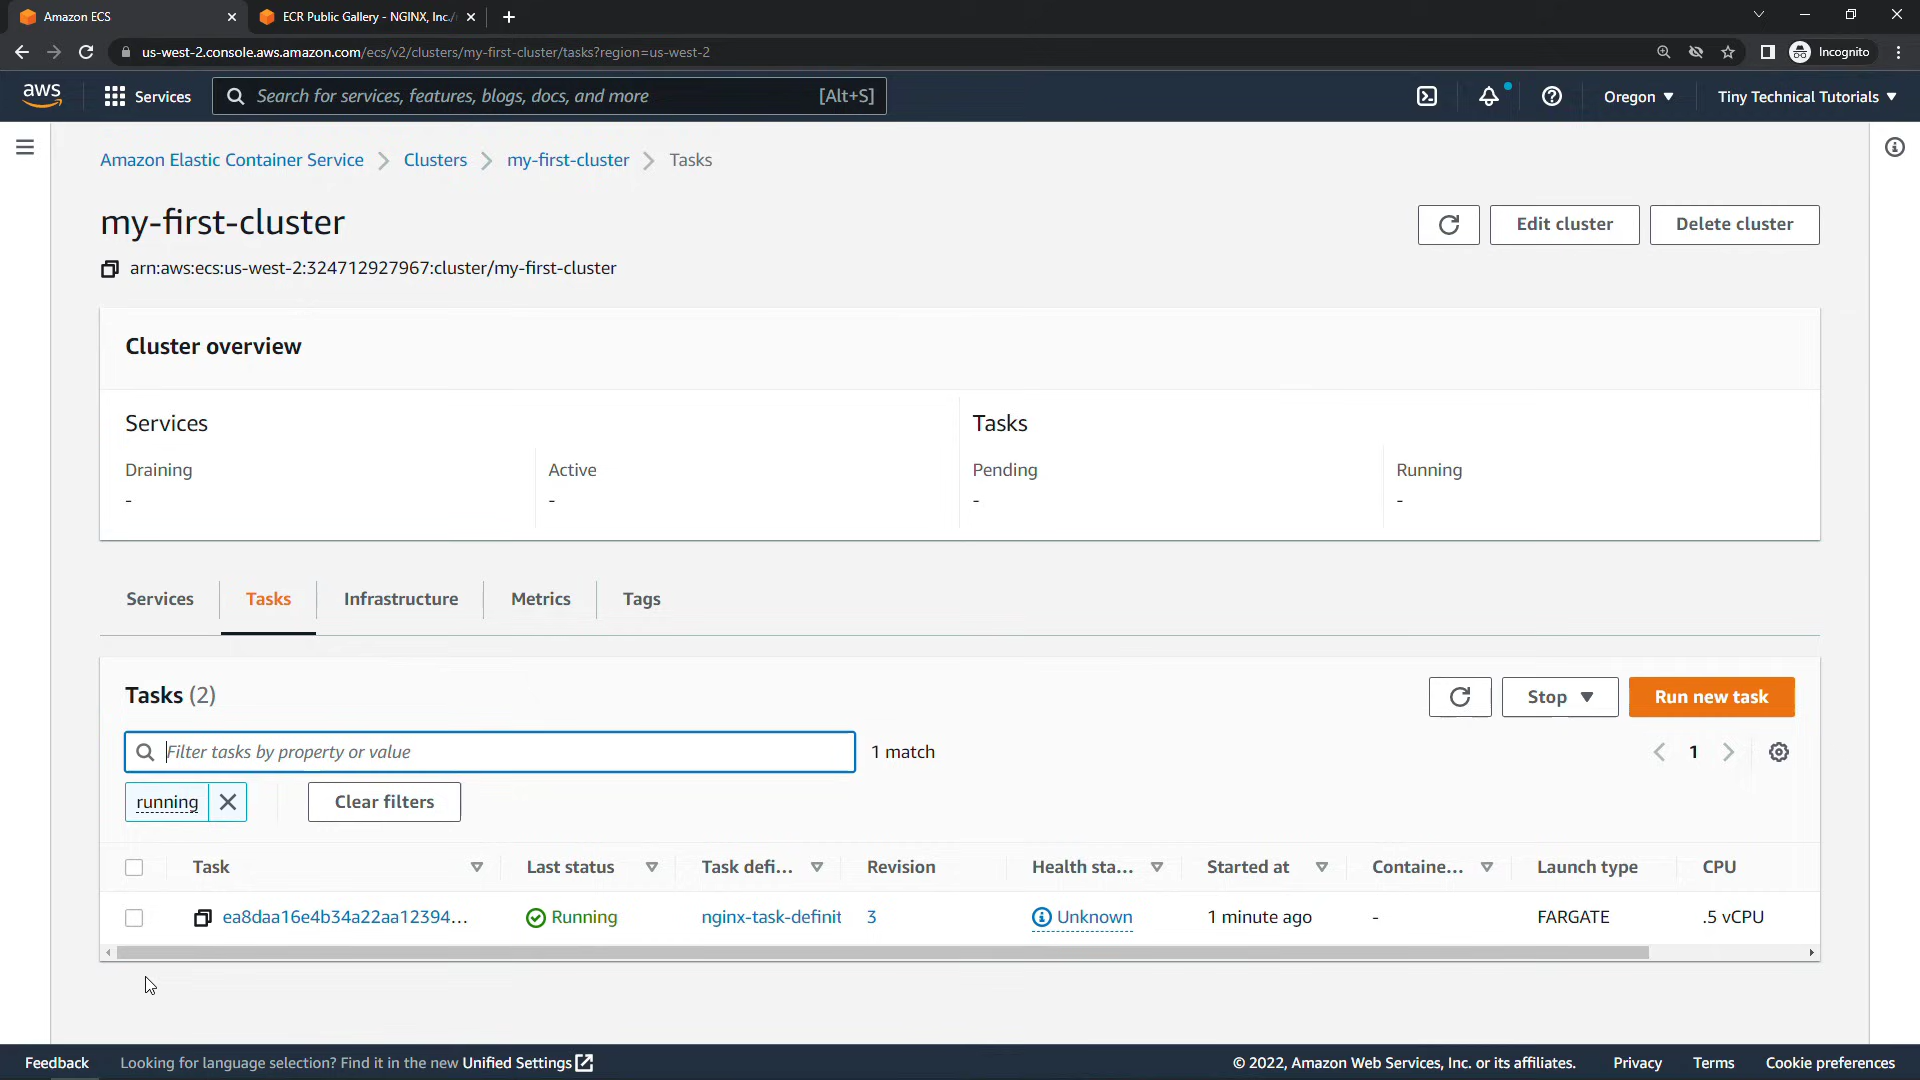 Amazon ECS
ECR Public Gallery - NGINX, Inc./
us-west-2.console.aws.amazon.com/ecs/v2/clusters/my-first-cluster/tasks?region=us-west-2
Incognito
aws
Services
Search for services, features, blogs, docs, and more
[Alt+S]
Oregon
Tiny Technical Tutorials
Amazon Elastic Container Service
Clusters
my-first-cluster
Tasks
my-first-cluster
Edit cluster
Delete cluster
arn:aws:ecs:us-west-2:324712927967:cluster/my-first-cluster
Cluster overview
Services
Tasks
Draining
Active
Pending
Running
-
-
-
-
Services
Tasks
Infrastructure
Metrics
Tags
Tasks (2)
Stop
Run new task
Filter tasks by property or value
1 match
1
running
Clear filters
Task
Last status
Task defi...
Revision
Health sta...
Started at
Containe...
Launch type
CPU
ea8daa16e4b34a22aa12394...
Running
nginx-task-definit
3
Unknown
1 minute ago
-
FARGATE
.5 vCPU
Feedback
Looking for language selection? Find it in the new Unified Settings
© 2022, Amazon Web Services, Inc. or its affiliates.
Privacy
Terms
Cookie preferences